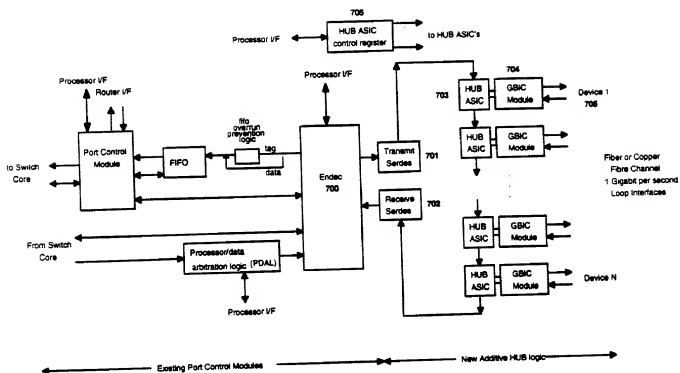 706
Processor I/F
HUB ASIC
control register
to HUB ASIC's
Processor I/F
Router I/F
Processor I/F
703
HUB
ASIC
704
GBIC
Module
Device 1
705
fifo
overrun
prevention
logic
tag
data
to Switch
Core
Port Control
Module
FIFO
Endec
700
Transmit
Serdes
701
HUB
ASIC
GBIC
Module
Fiber or Copper
Fibre Channel
1 Gigabit per second
Loop Interfaces
Receive
Serdes
702
HUB
ASIC
GBIC
Module
From Switch
Core
Processor/data
arbitration logic (PDAL)
HUB
ASIC
GBIC
Module
Device N
Processor I/F
Existing Port Control Modules
New Additive HUB logic